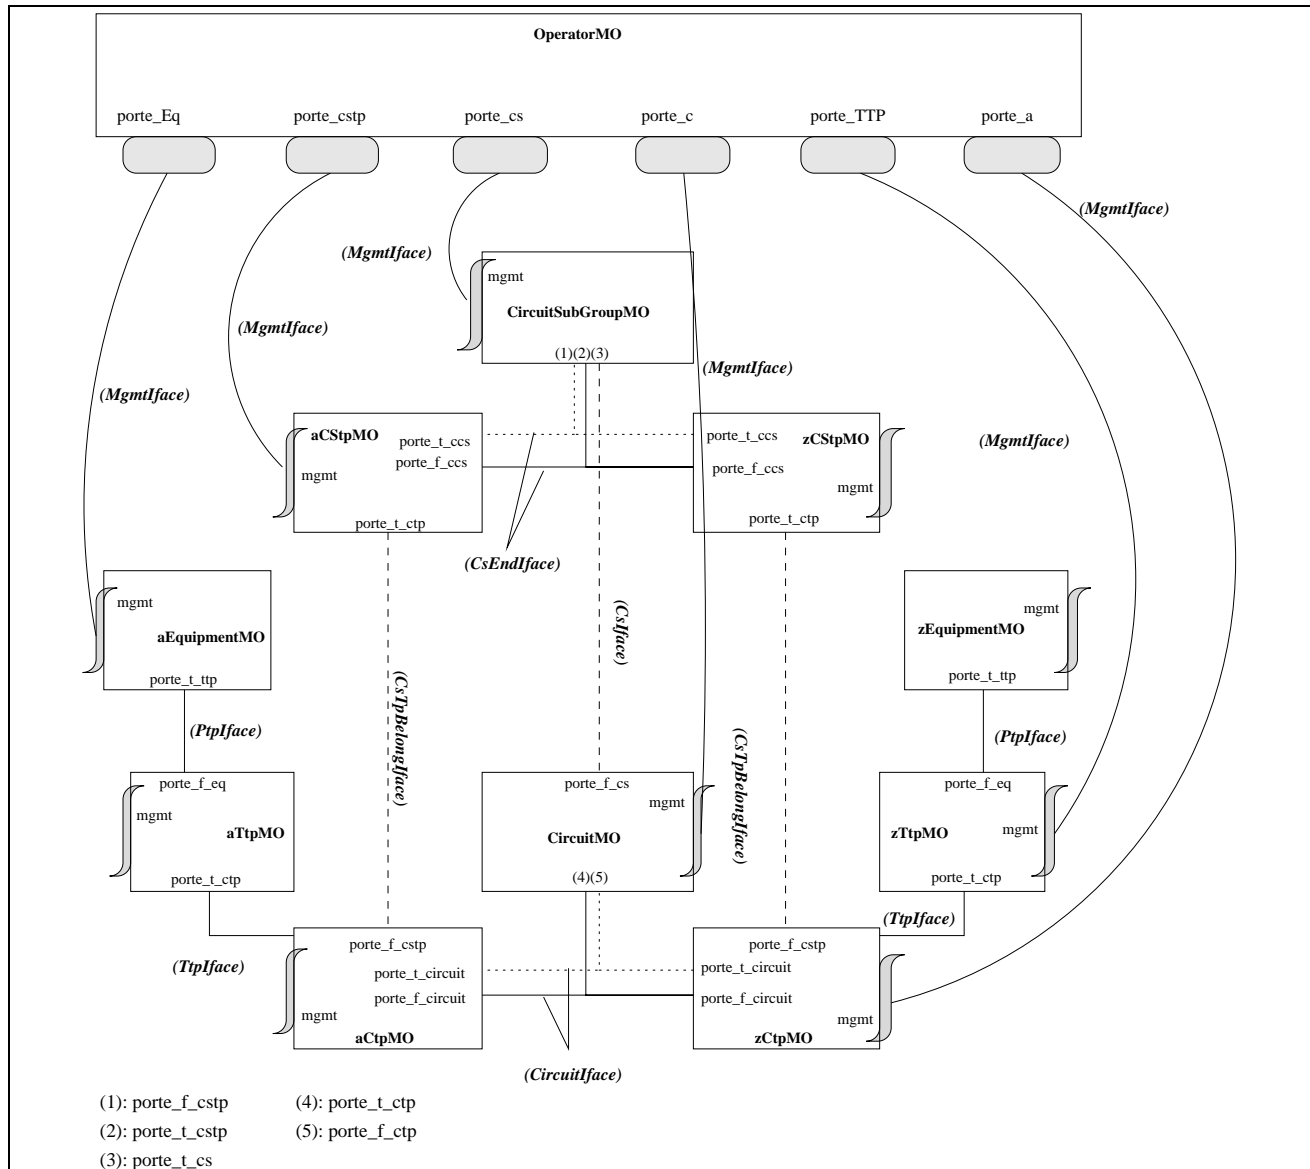 OperatorMO
porte_Eq
porte_cstp
porte_cs
porte_c
porte_TTP
porte_a
(MgmtIface)
(MgmtIface)
mgmt
CircuitSubGroupMO
(MgmtIface)
(1)(2)(3)
(MgmtIface)
(MgmtIface)
aCStpMO
porte_t_ccs
porte_f_ccs
mgmt
porte_t_ctp
porte_t_ccs
zCStpMO
porte_f_ccs
mgmt
porte_t_ctp
(MgmtIface)
(CsEndIface)
mgmt
aEquipmentMO
porte_t_ttp
(CsIface)
mgmt
zEquipmentMO
porte_t_ttp
(PtpIface)
(CsTpBelongIface)
(CsTpBelongIface)
(PtpIface)
porte_f_eq
mgmt
aTtpMO
porte_t_ctp
porte_f_cs
mgmt
CircuitMO
(4)(5)
porte_f_eq
mgmt
zTtpMO
porte_t_ctp
(TtpIface)
(TtpIface)
porte_f_cstp
porte_t_circuit
porte_f_circuit
mgmt
aCtpMO
porte_f_cstp
porte_t_circuit
porte_f_circuit
mgmt
zCtpMO
(CircuitIface)
(1): porte_f_cstp
(4): porte_t_ctp
(2): porte_t_cstp
(5): porte_f_ctp
(3): porte_t_cs